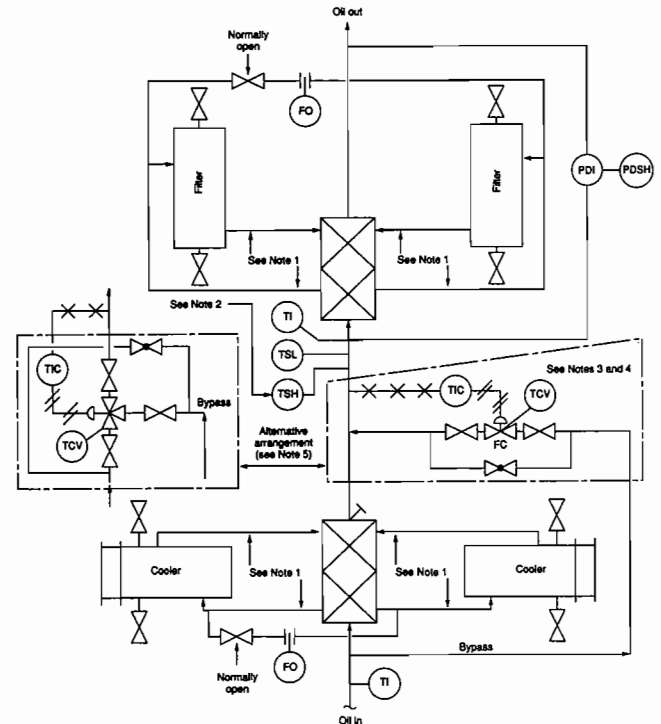 Oil out
Normally
open
FO
Filter
Filter
PDI
PDSH
See Note 1
See Note 1
See Note 2
TI
TSL
TSH
See Notes 3 and 4
TIC
TCV
FC
TIC
TCV
Bypass
Alternative
arrangement
(see Note 5)
Cooler
Cooler
See Note 1
See Note 1
FO
Normally
open
Bypass
TI
Oil in